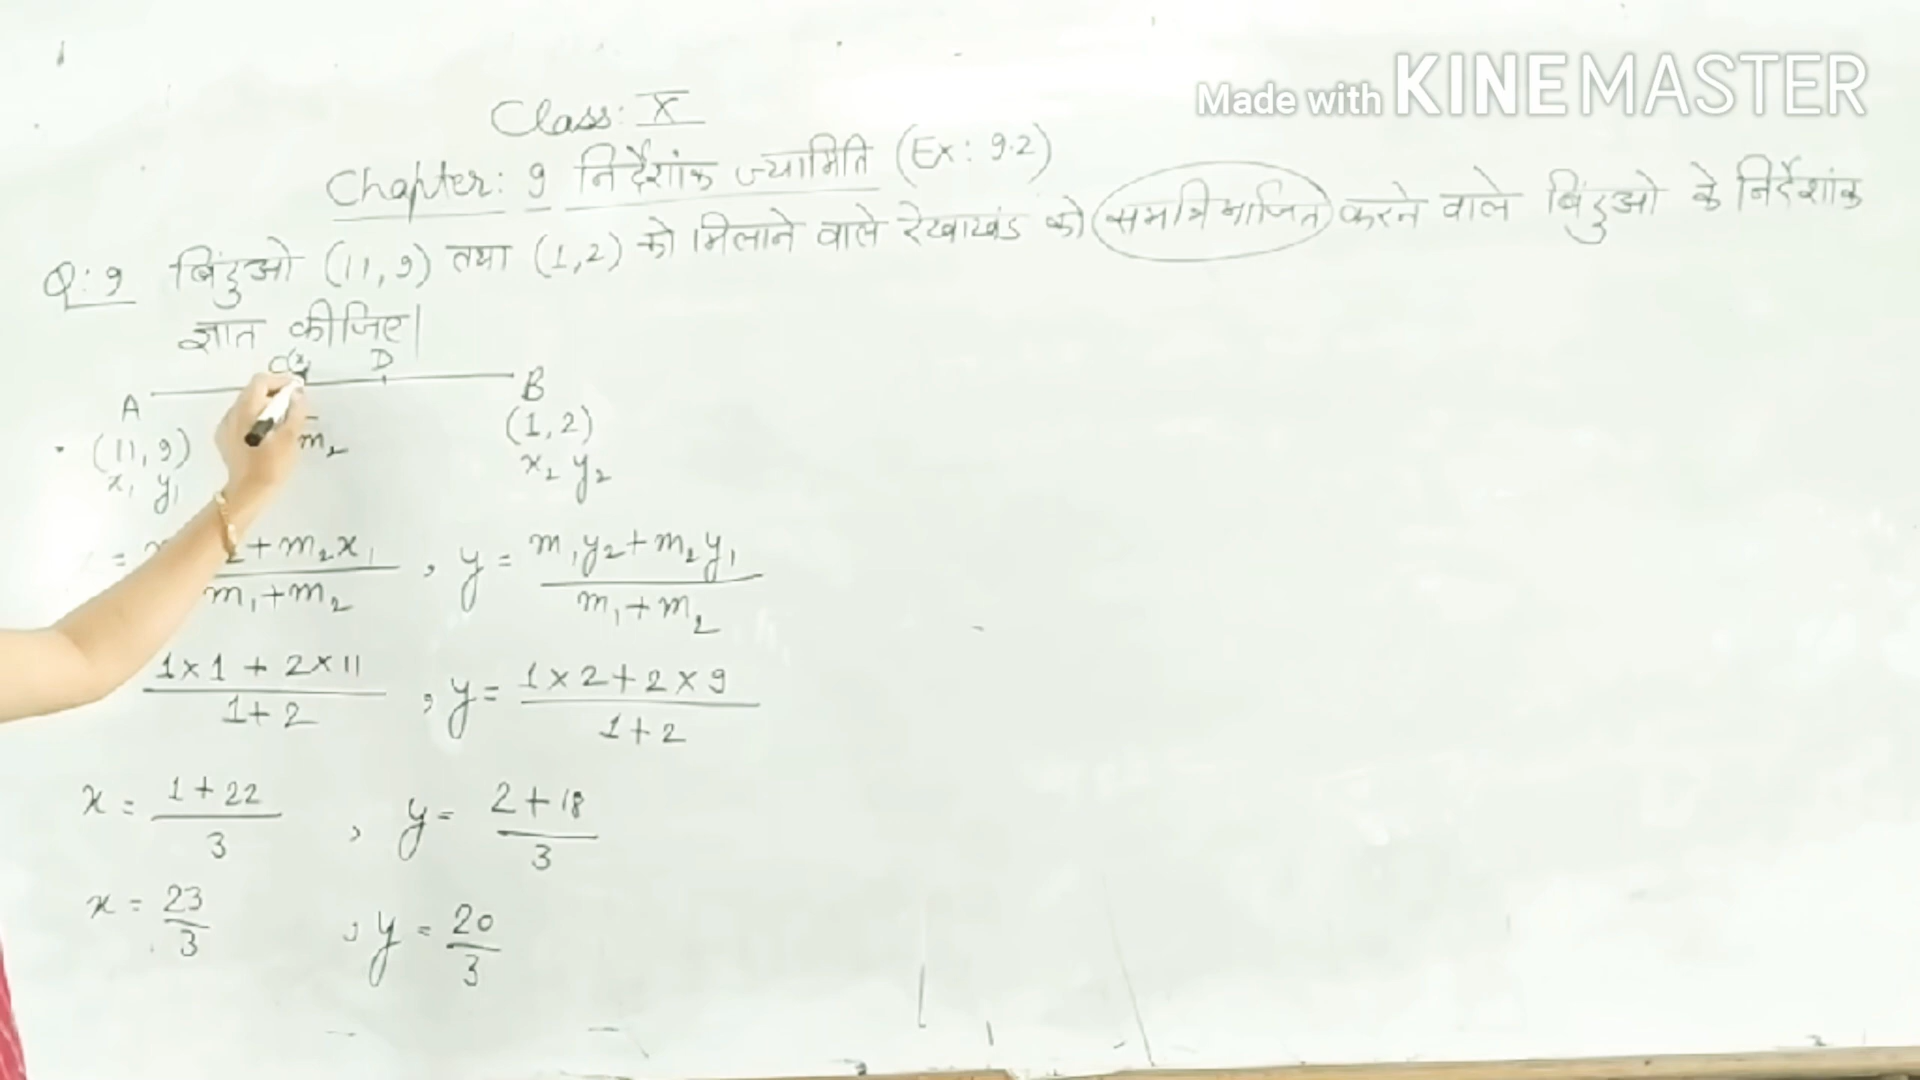 Made with KINEMASTER
Class: X
Chapter: 9 निर्देशांक ज्यामिति (Ex: 9.2)
Q: 9 बिंदुओ (11, 9) तथा (1,2) को मिलाने वाले रेखाखंड को समत्रिभाजित करने वाले बिंदुओ के निर्देशांक
ज्ञात कीजिए।
C(x D
A B
(11, 9) m₂ (1, 2)
x₁ y₁ x₂ y₂
= 2+m₂x₁ , y = m₁y₂+m₂y₁
m₁+m₂ m₁+m₂
1×1 + 2×11 , y = 1×2+2×9
1+2 1+2
x = 1+22 , y = 2+18
3 3
x = 23 , y = 20
3 3